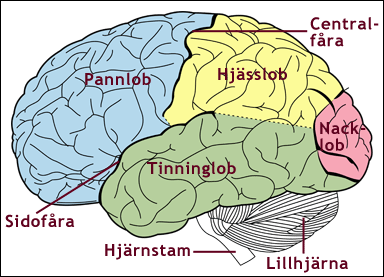 Central-
fåra
Pannlob
Hjässlob
Nack-
lob
Tinninglob
Sidofåra
Hjärnstam
Lillhjärna